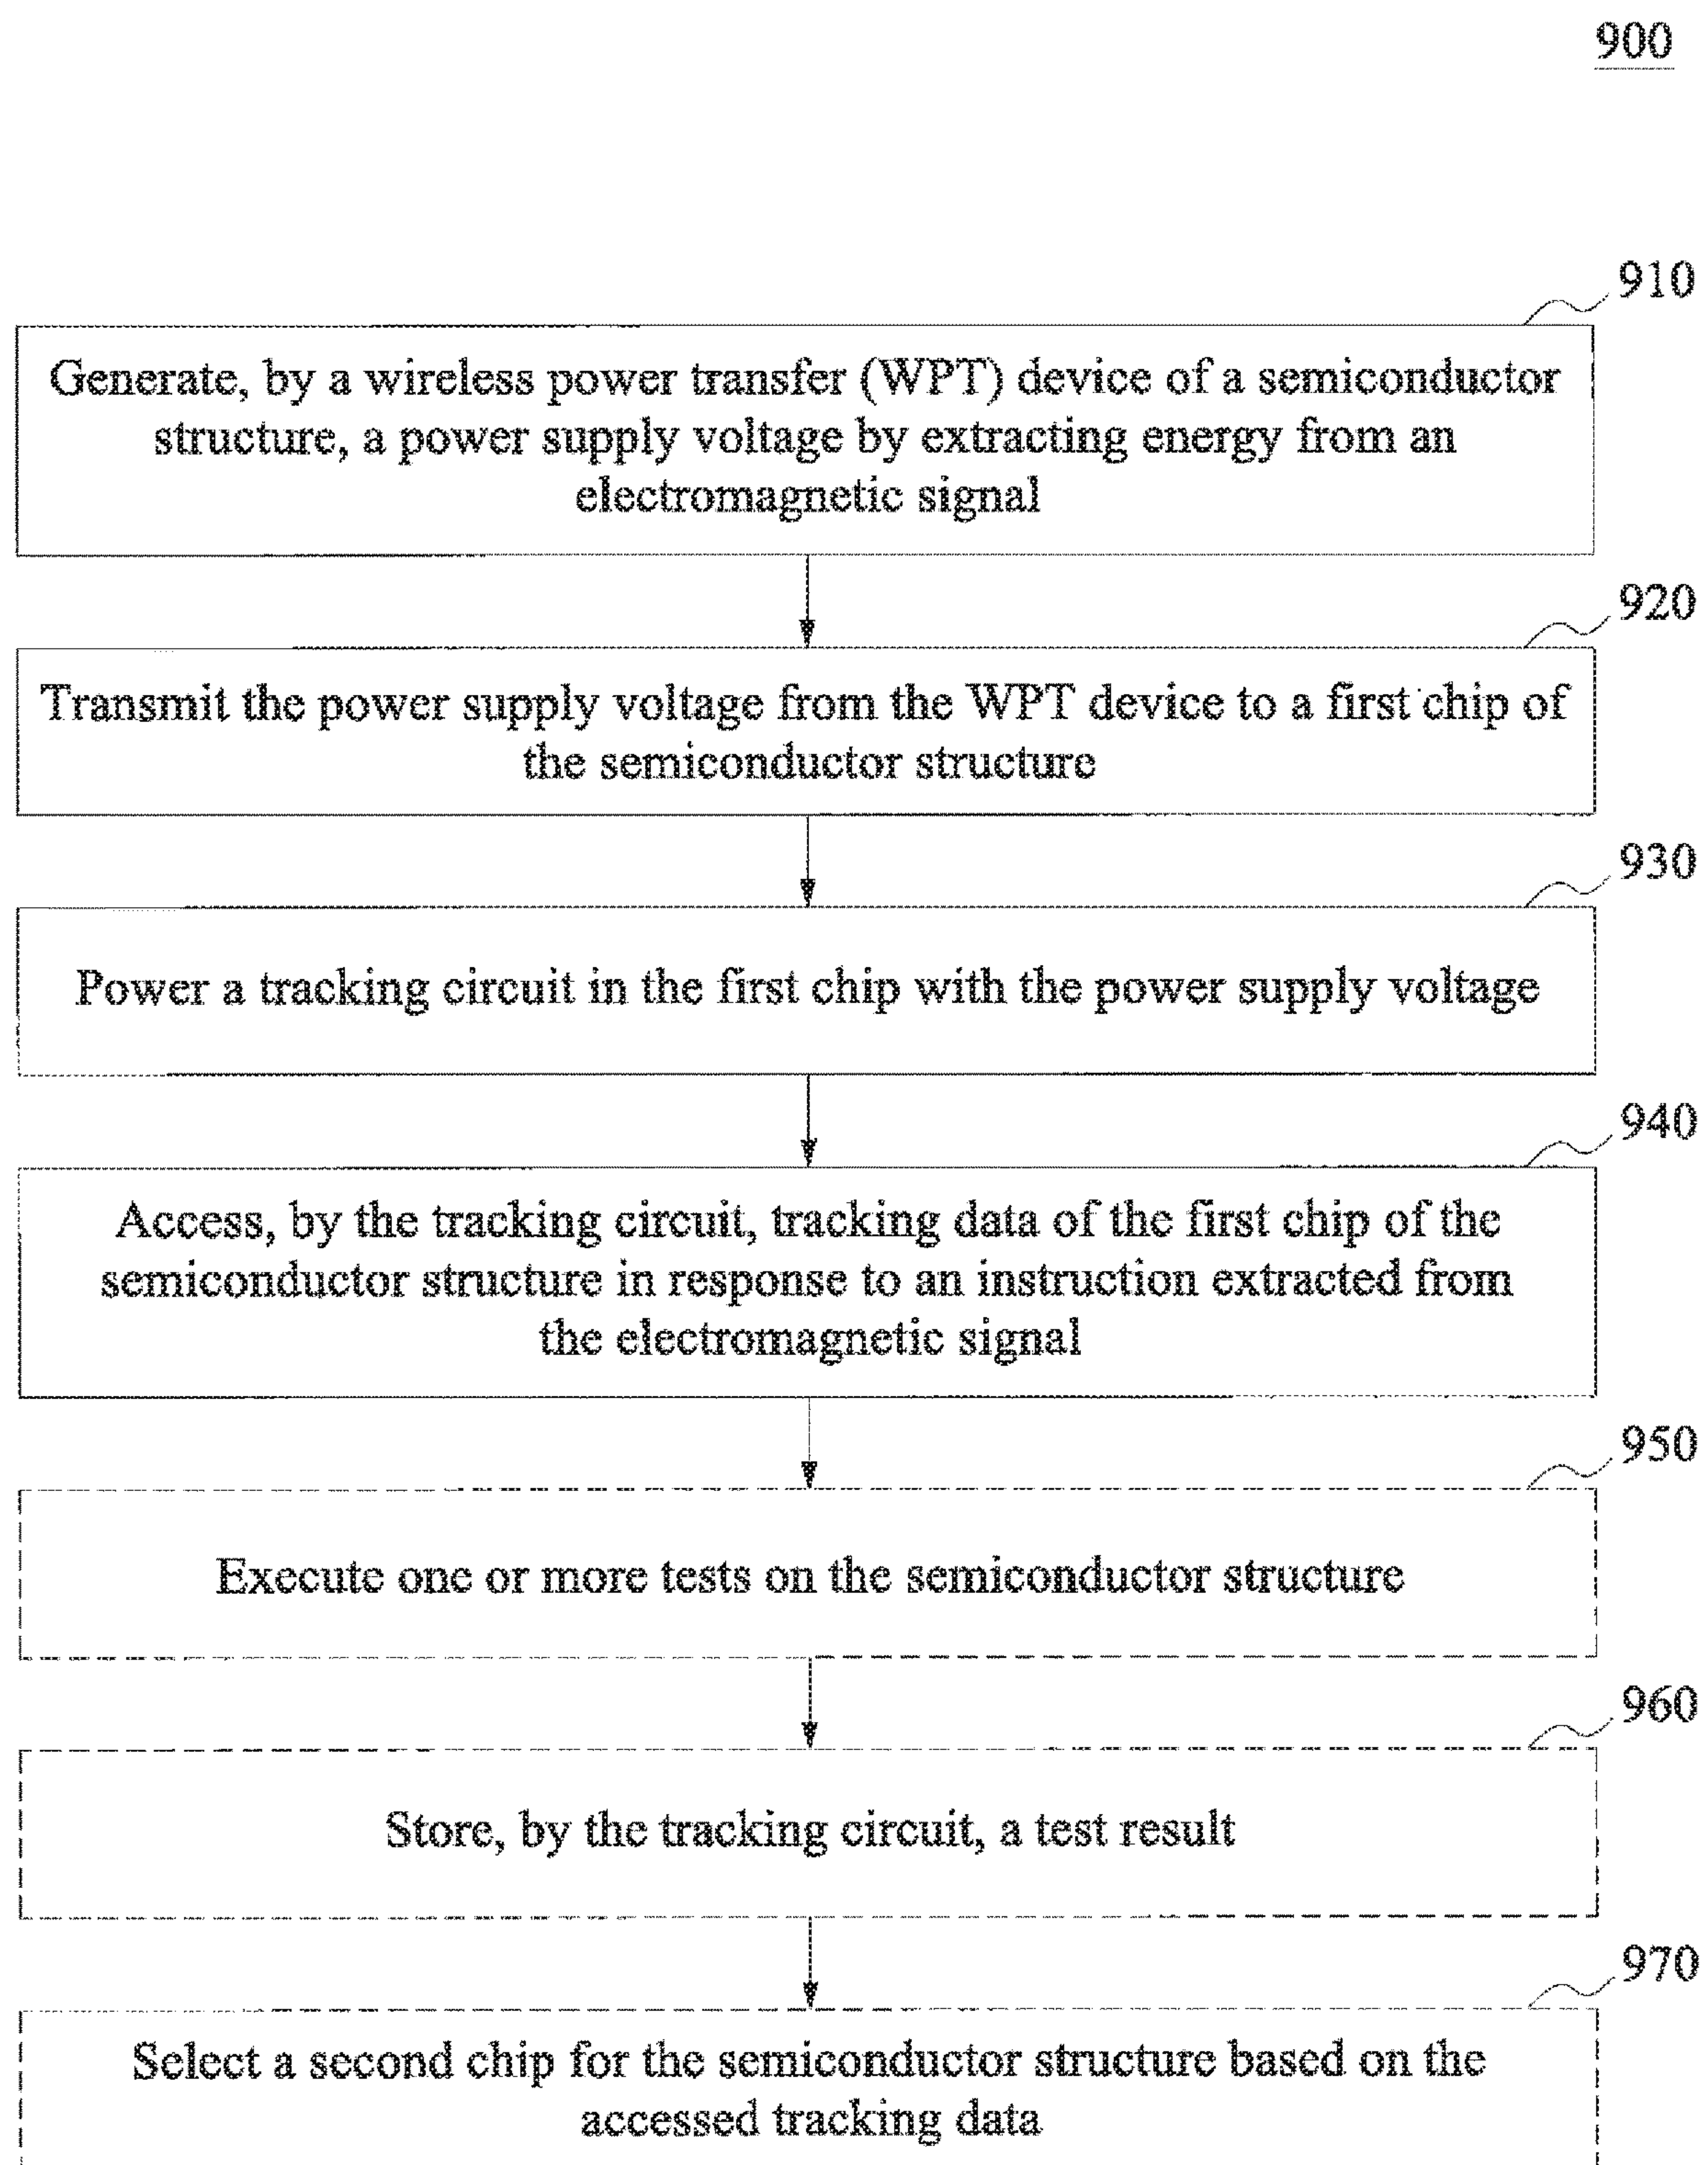 900
910
Generate, by a wireless power transfer (WPT) device of a semiconductor
structure, a power supply voltage by extracting energy from an
electromagnetic signal
920
Transmit the power supply voltage from the WPT device to a first chip of
the semiconductor structure
930
Power a tracking circuit in the first chip with the power supply voltage
940
Access, by the tracking circuit, tracking data of the first chip of the
semiconductor structure in response to an instruction extracted from
the electromagnetic signal
950
Execute one or more tests on the semiconductor structure
960
Store, by the tracking circuit, a test result
970
Select a second chip for the semiconductor structure based on the
accessed tracking data